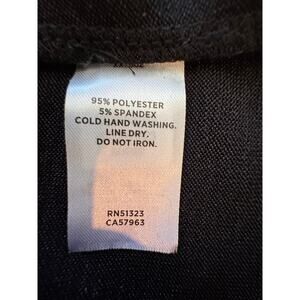 95% POLYESTER
5% SPANDEX
COLD HAND WASHING.
LINE DRY.
DO NOT IRON.
RN51323
CA57963